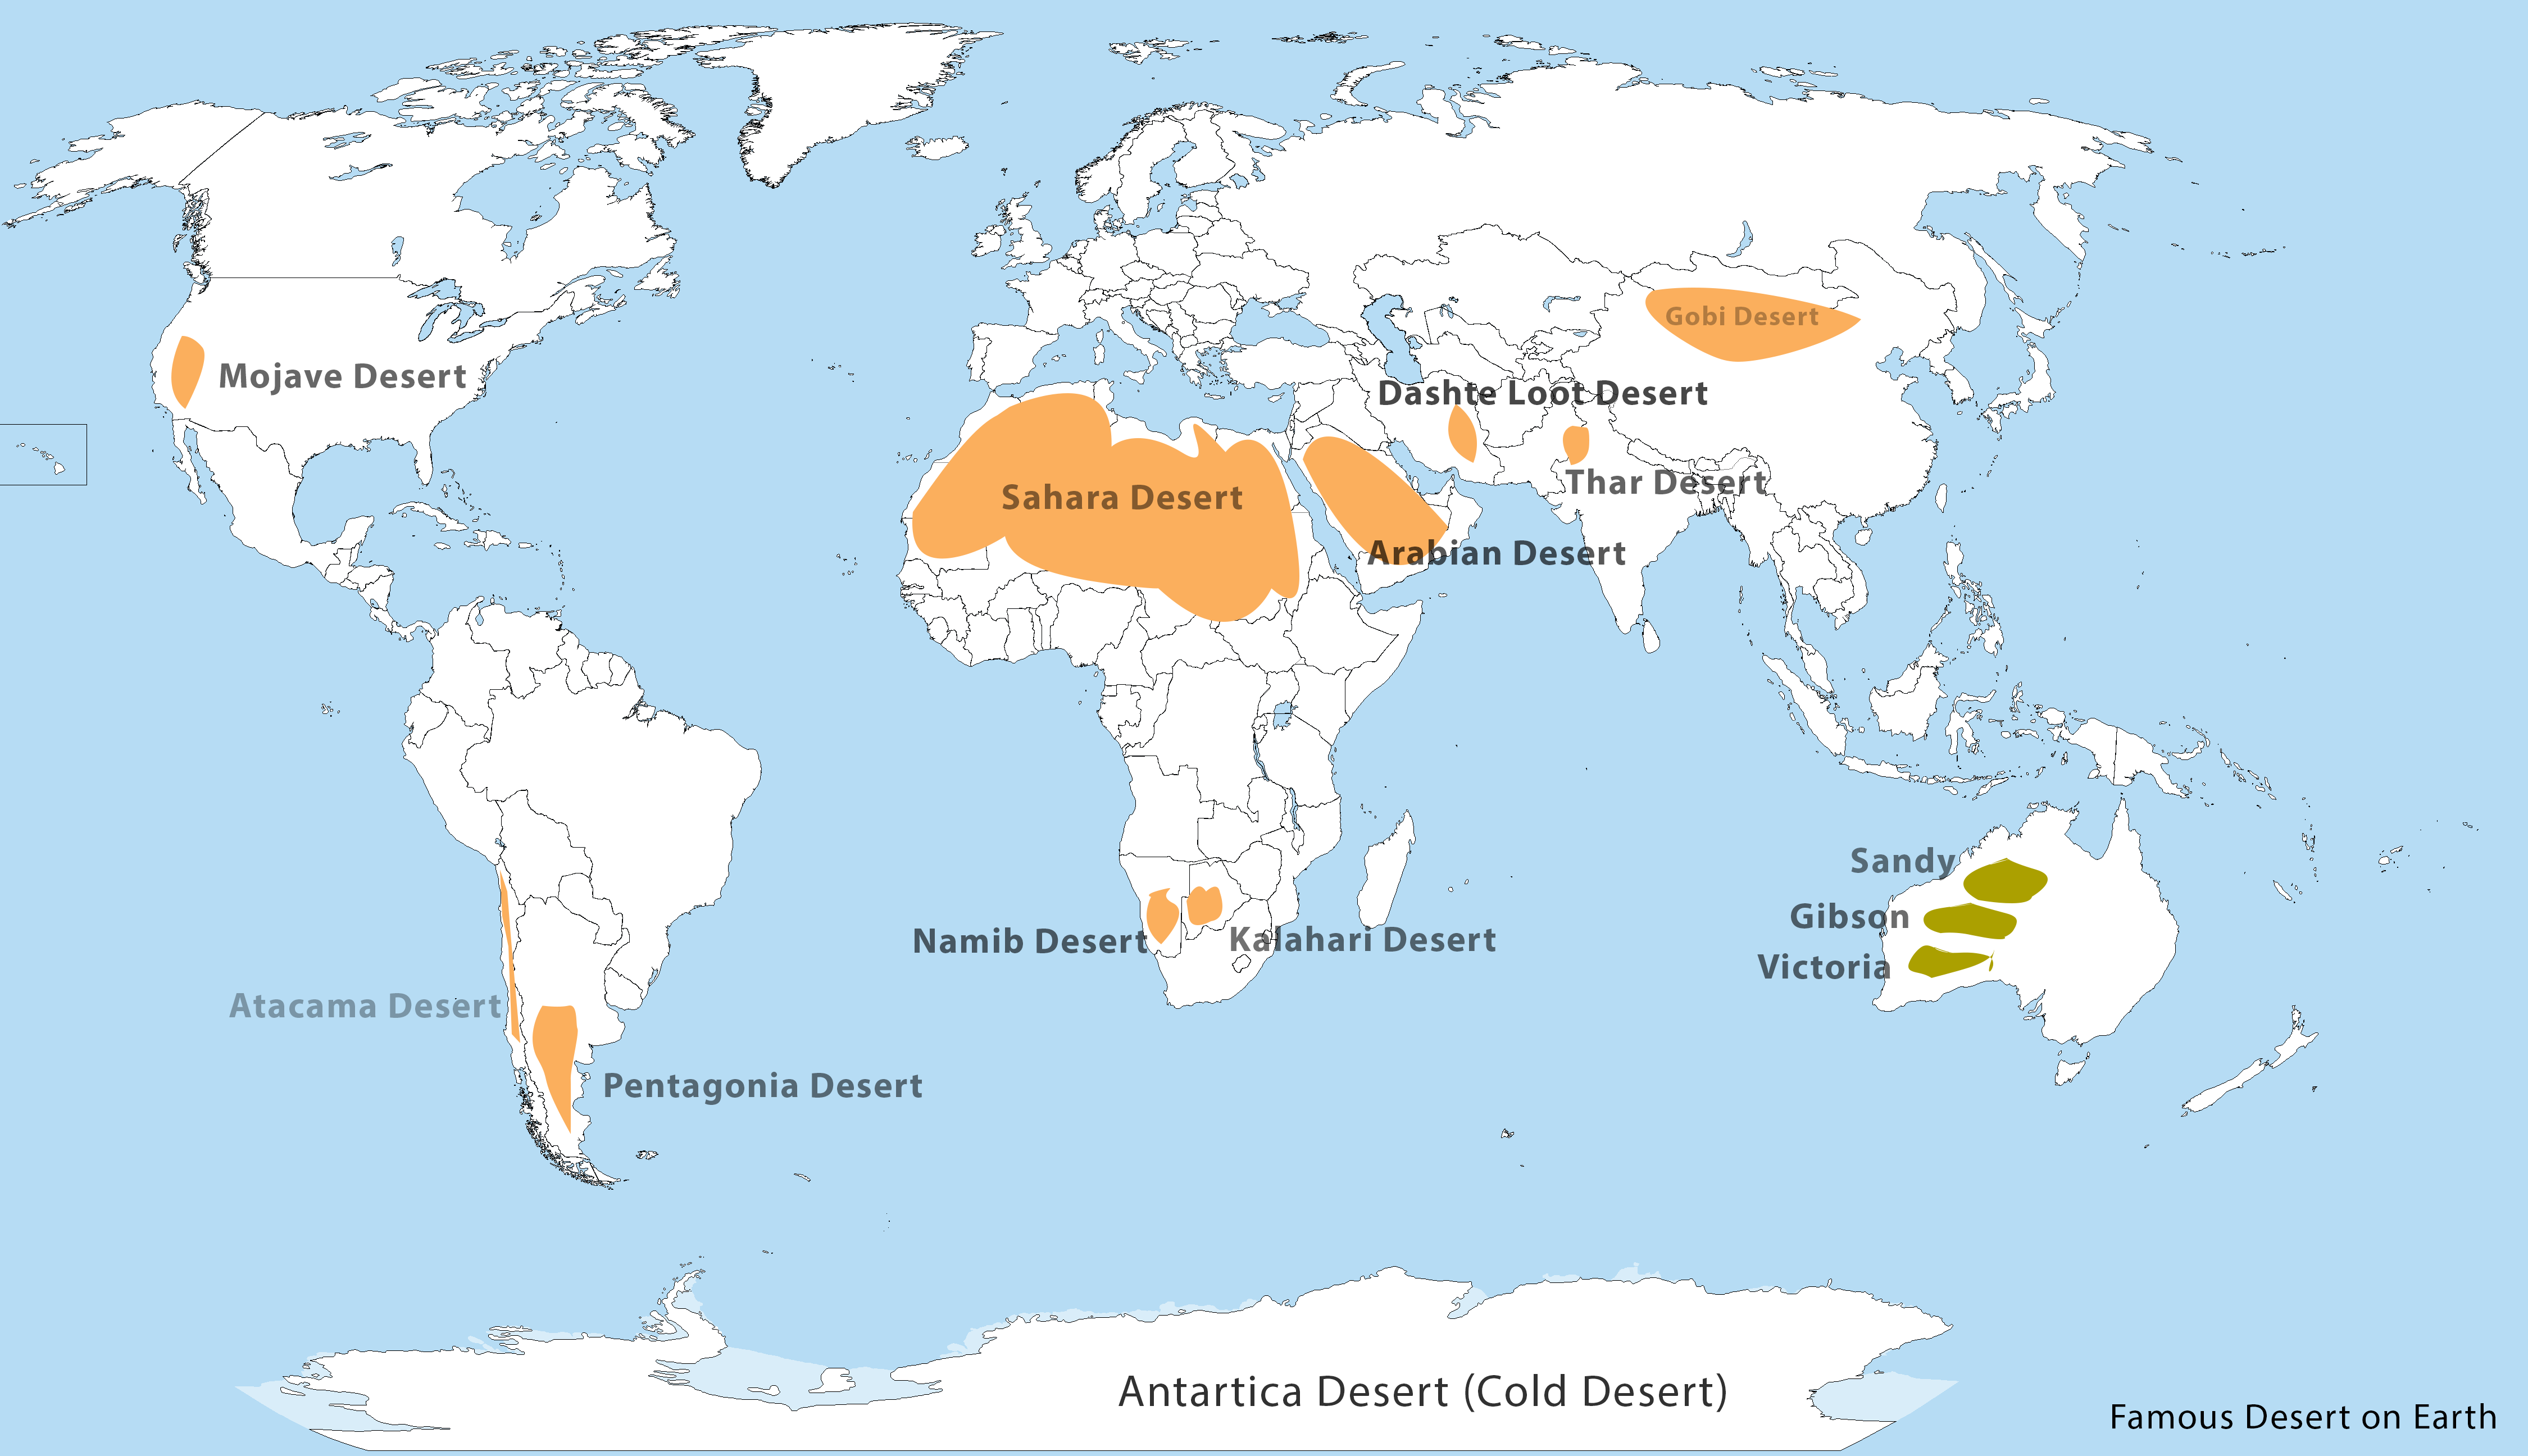 Gobi Desert
Mojave Desert
Dashte Loot Desert
Thar Desert
Sahara Desert
Arabian Desert
Sandy
Gibson
Namib Desert
Kalahari Desert
Victoria
Atacama Desert
Pentagonia Desert
Antartica Desert (Cold Desert)
Famous Desert on Earth